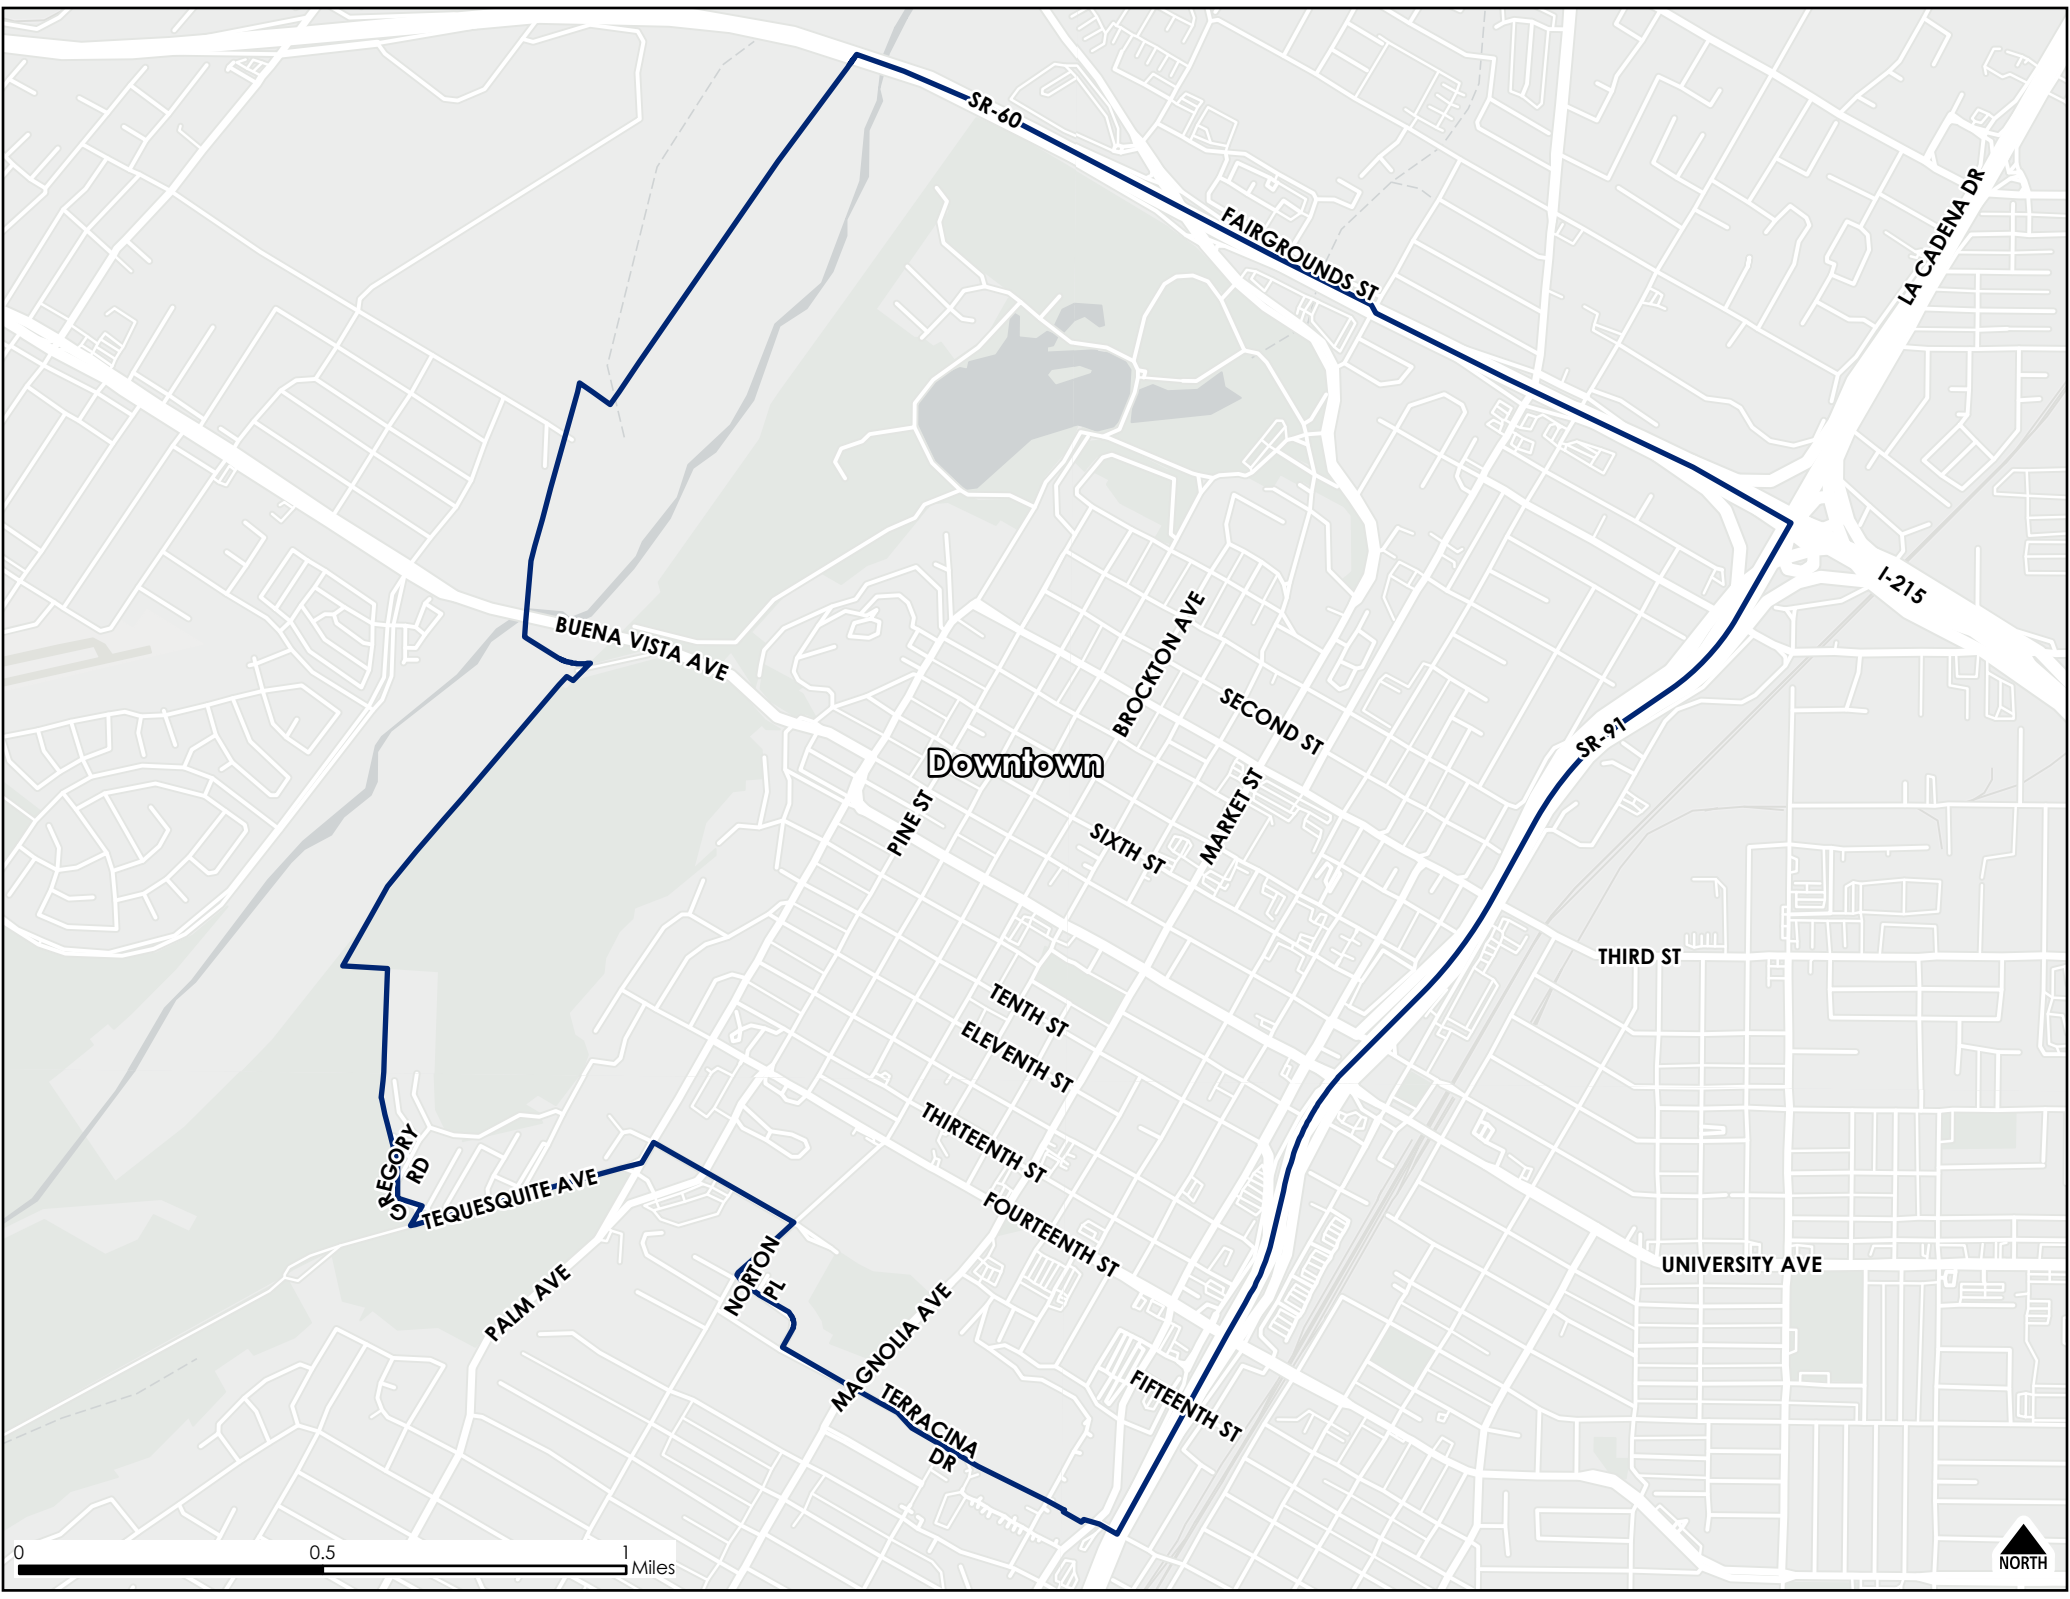 SR-60
FAIRGROUNDS ST
LA CADENA DR
I-215
BUENA VISTA AVE
BROCKTON AVE
SECOND ST
SR-91
Downtown
PINE ST
SIXTH ST
MARKET ST
THIRD ST
TENTH ST
ELEVENTH ST
THIRTEENTH ST
GREGORY
RD
TEQUESQUITE AVE
FOURTEENTH ST
UNIVERSITY AVE
NORTON
PL
PALM AVE
MAGNOLIA AVE
TERRACINA
DR
FIFTEENTH ST
0 0.5 1
Miles
NORTH